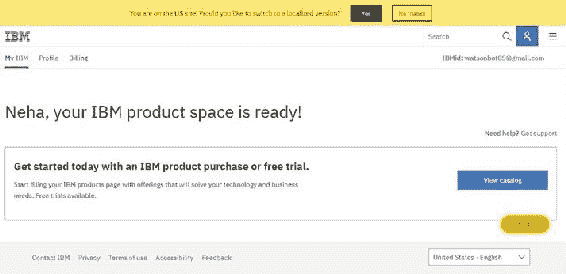 You are on the US site. Would you like to switch to a localized version? Yes No thanks
IBM Search
My IBM Profile Billing IBMid: watsonbot05@gmail.com
Neha, your IBM product space is ready!
Need help? Get support
Get started today with an IBM product purchase or free trial.
Start filling your IBM products page with offerings that will solve your technology and business
needs. Free trials available.
View catalog
Contact IBM Privacy Terms of use Accessibility Feedback United States - English